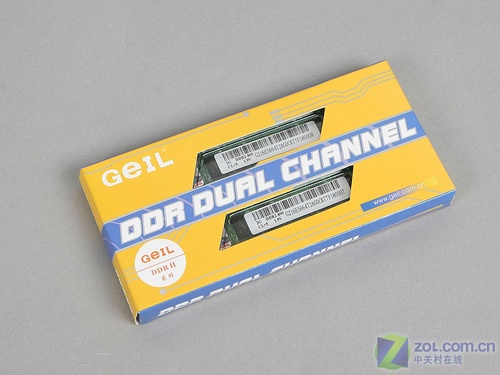 GeIL
DDR DUAL CHANNEL
www.geil.com.cn
GeIL
DDR II
系列
DDR DUAL CHANNEL
zol.com.cn
中关村在线